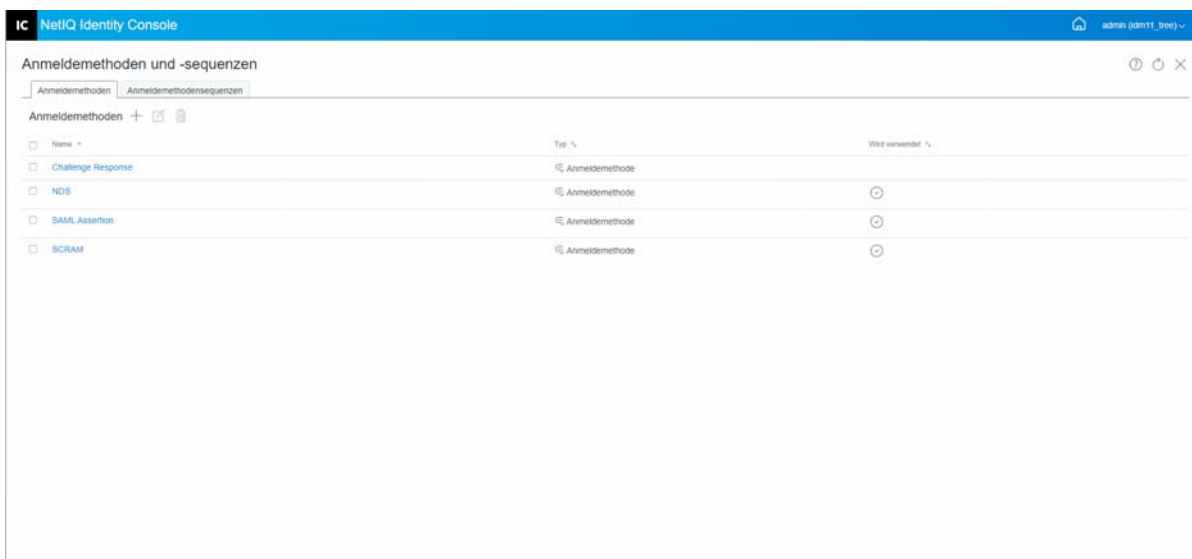 IC NetIQ Identity Console
admin (idm11_tree)
Anmeldemethoden und -sequenzen
Anmeldemethoden Anmeldemethodensequenzen
Anmeldemethoden
Name Typ Wird verwendet
Challenge Response Anmeldemethode
NDS Anmeldemethode
SAML Assertion Anmeldemethode
SCRAM Anmeldemethode